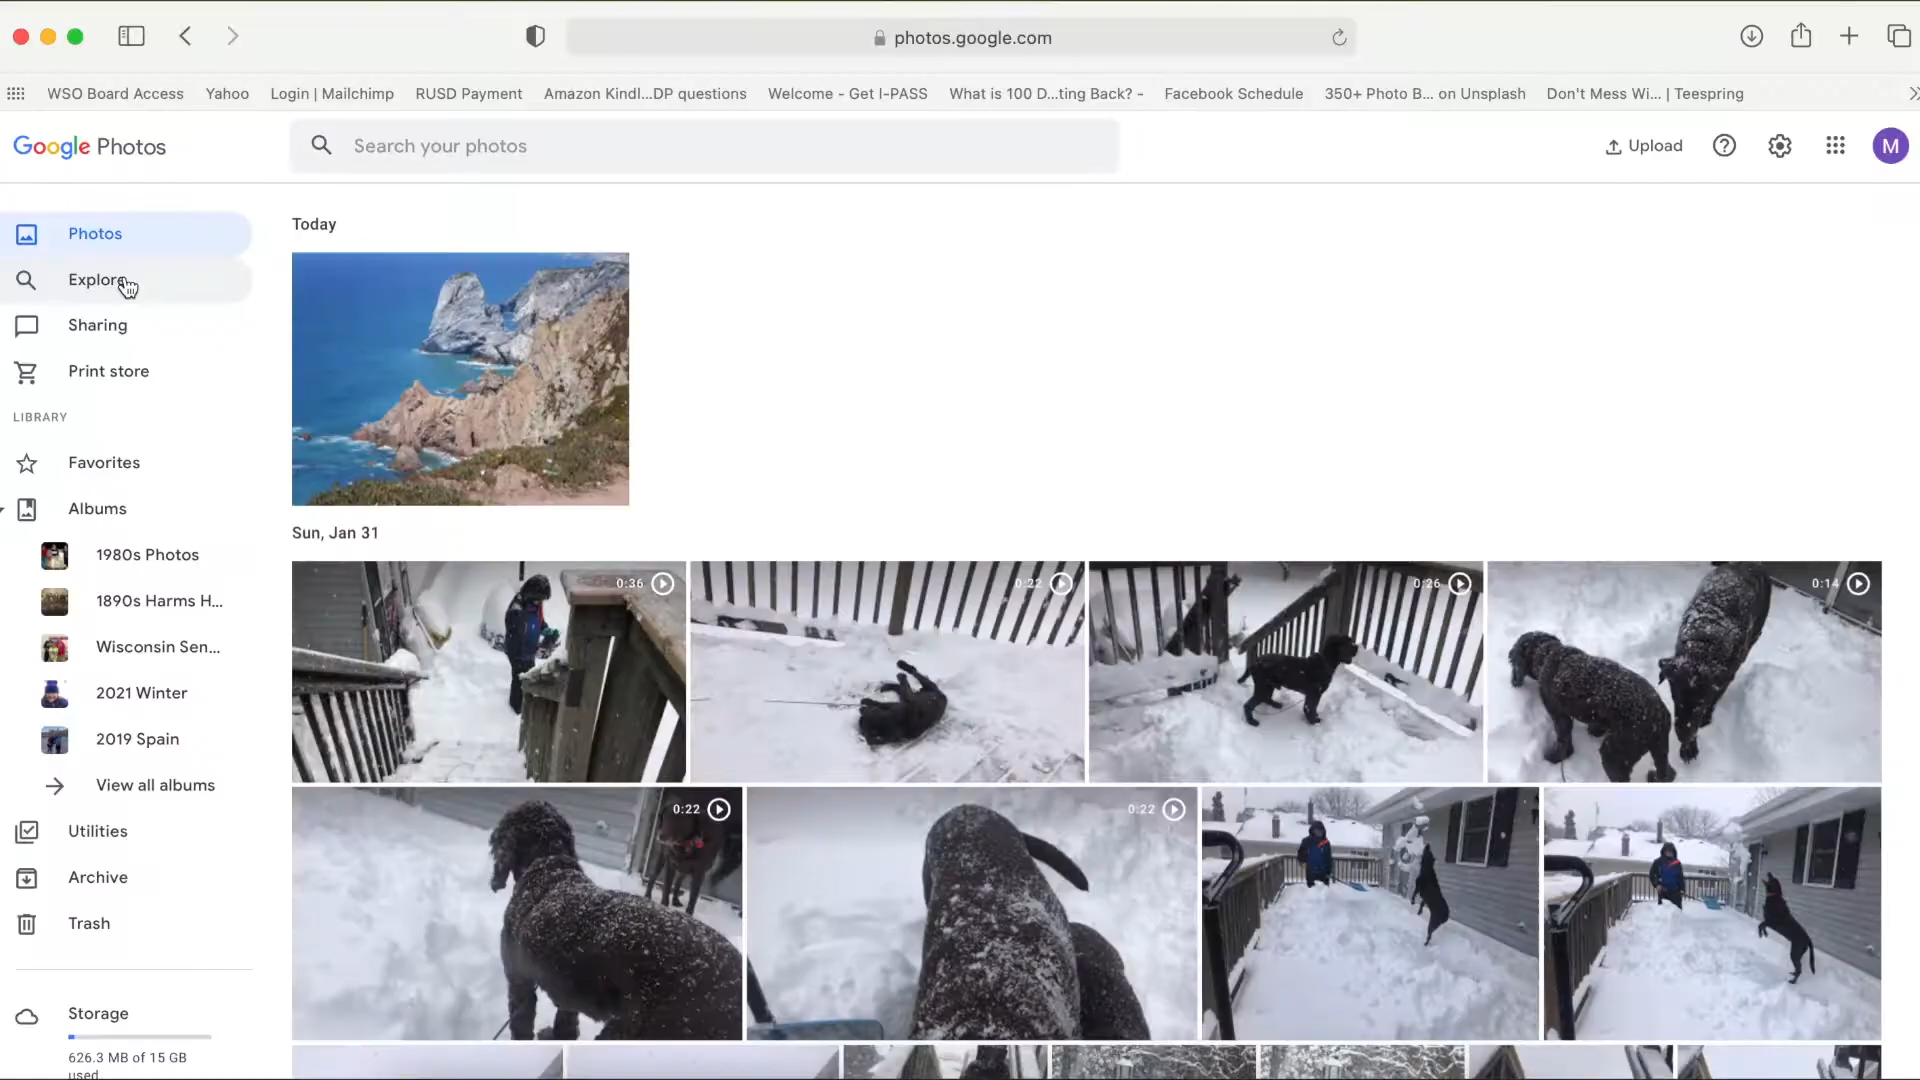 photos.google.com
WSO Board Access Yahoo Login | Mailchimp RUSD Payment Amazon Kindl...DP questions Welcome - Get I-PASS What is 100 D...ting Back? - Facebook Schedule 350+ Photo B... on Unsplash Don't Mess Wi... | Teespring
Google Photos
Search your photos
Upload
M
Photos
Explore
Sharing
Print store
LIBRARY
Favorites
Albums
1980s Photos
1890s Harms H...
Wisconsin Sen...
2021 Winter
2019 Spain
View all albums
Utilities
Archive
Trash
Storage
626.3 MB of 15 GB
used
Today
Sun, Jan 31
0:36 0:22 0:26 0:14
0:22 0:22